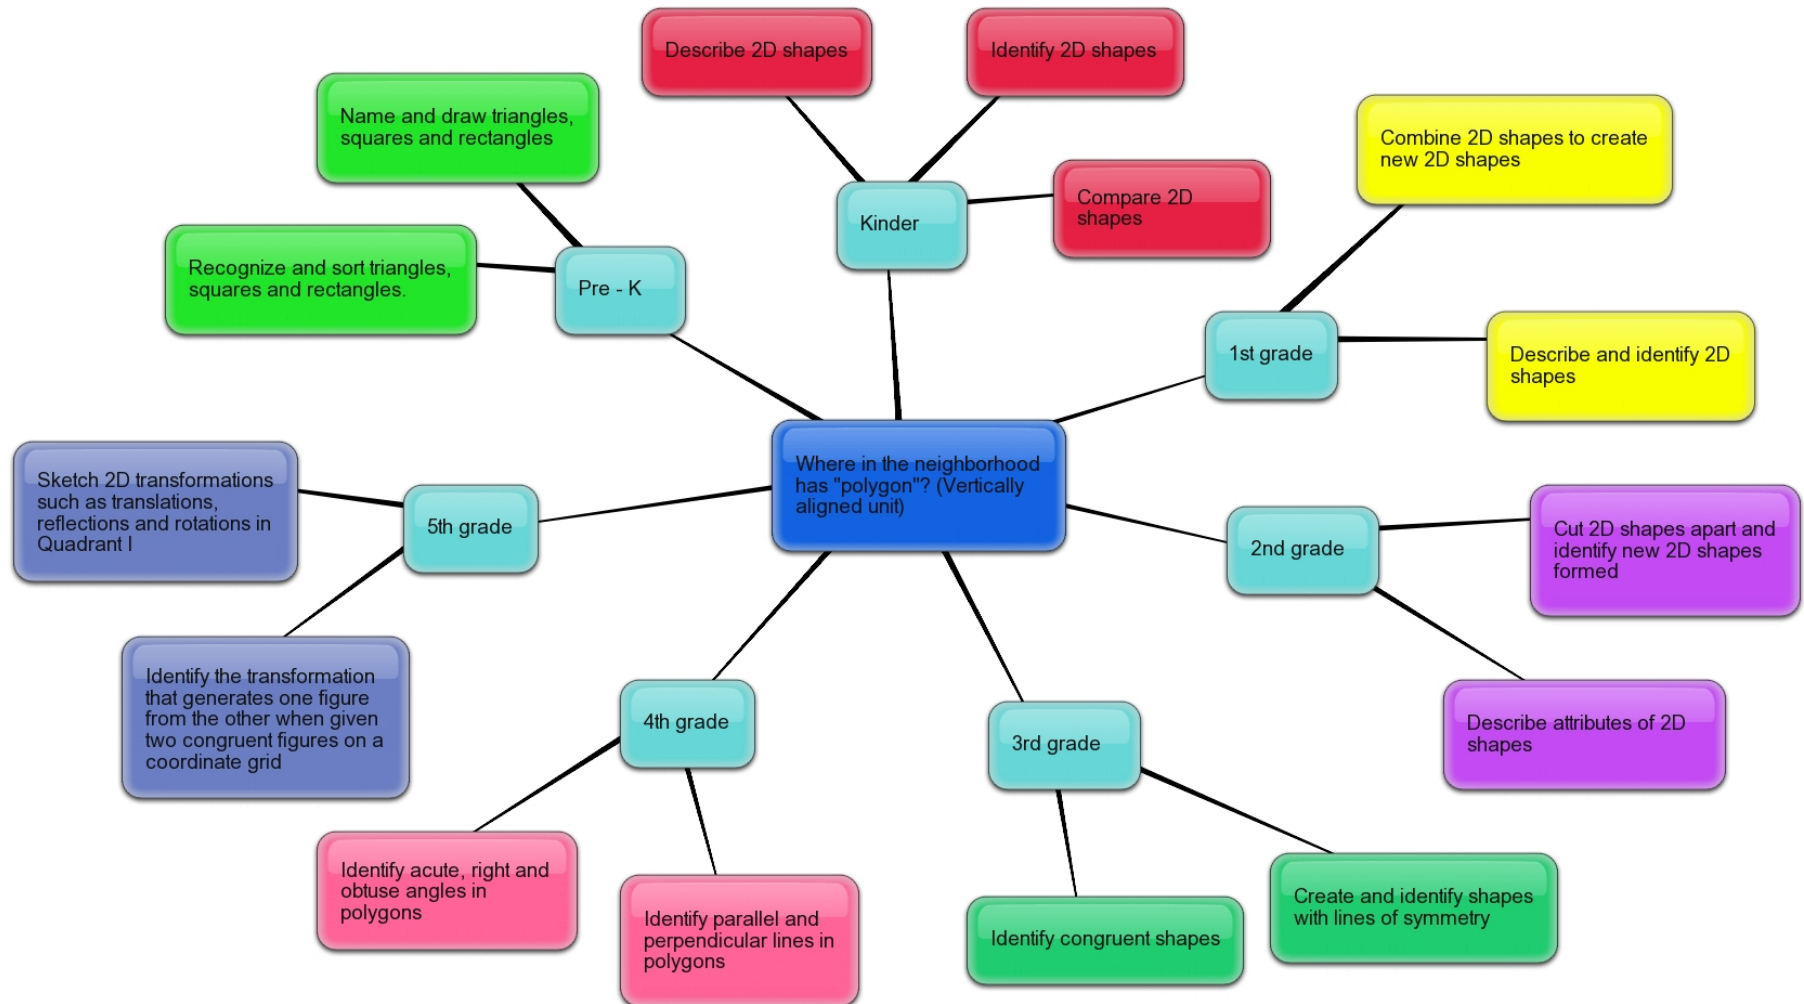 Describe 2D shapes
Identify 2D shapes
Name and draw triangles,
squares and rectangles
Combine 2D shapes to create
new 2D shapes
Kinder
Compare 2D
shapes
Recognize and sort triangles,
squares and rectangles.
Pre - K
1st grade
Describe and identify 2D
shapes
Where in the neighborhood
has "polygon"? (Vertically
aligned unit)
Sketch 2D transformations
such as translations,
reflections and rotations in
Quadrant I
5th grade
2nd grade
Cut 2D shapes apart and
identify new 2D shapes
formed
Identify the transformation
that generates one figure
from the other when given
two congruent figures on a
coordinate grid
4th grade
3rd grade
Describe attributes of 2D
shapes
Identify acute, right and
obtuse angles in
polygons
Identify parallel and
perpendicular lines in
polygons
Identify congruent shapes
Create and identify shapes
with lines of symmetry